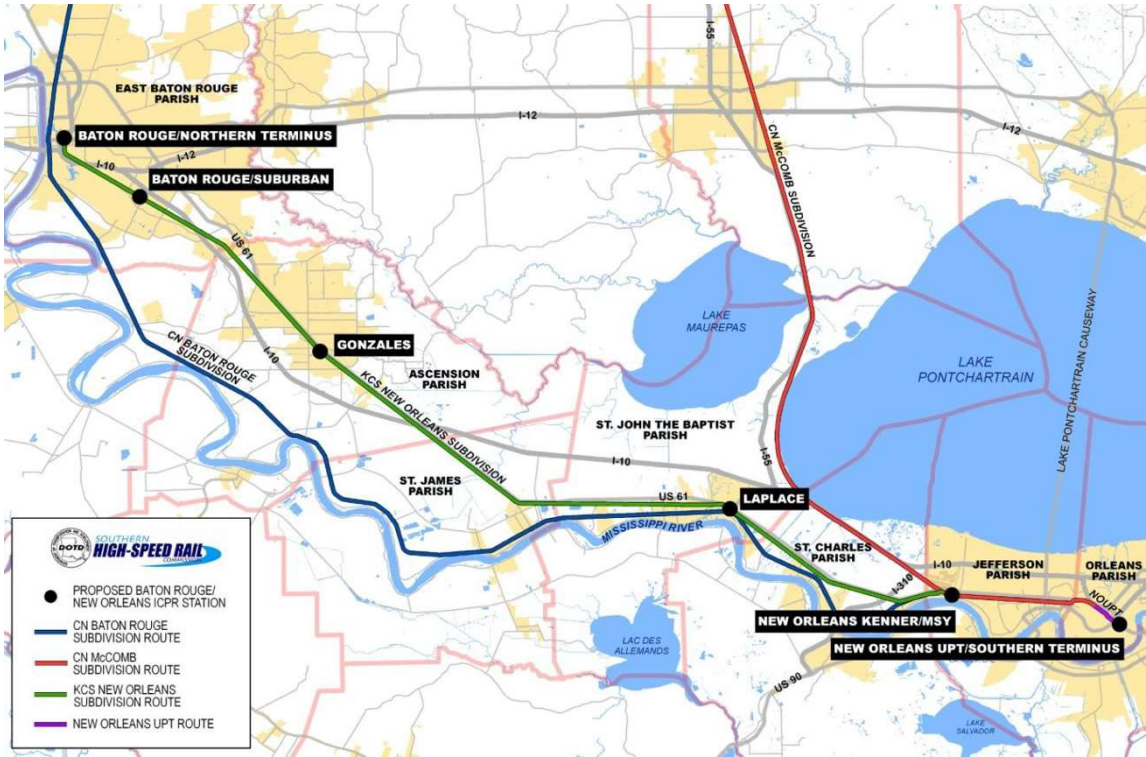 I-55
EAST BATON ROUGE
PARISH
I-12
I-12
BATON ROUGE/NORTHERN TERMINUS
I-12
I-10
BATON ROUGE/SUBURBAN
CN McCOMB SUBDIVISION
US 61
LAKE
MAUREPAS
LAKE
PONTCHARTRAIN
LAKE PONTCHARTRAIN CAUSEWAY
CN BATON ROUGE
SUBDIVISION
I-10
GONZALES
ASCENSION
PARISH
KCS NEW ORLEANS SUBDIVISION
ST. JOHN THE BAPTIST
PARISH
I-55
I-10
ST. JAMES
PARISH
US 61
LAPLACE
MISSISSIPPI RIVER
ST. CHARLES
PARISH
I-310
I-10
JEFFERSON
PARISH
ORLEANS
PARISH
NOUPT
NEW ORLEANS KENNER/MSY
NEW ORLEANS UPT/SOUTHERN TERMINUS
LAC DES
ALLEMANDS
US 90
LAKE
SALVADOR
DOTD
SOUTHERN
HIGH-SPEED RAIL
COMMISSION
PROPOSED BATON ROUGE/
NEW ORLEANS ICPR STATION
CN BATON ROUGE
SUBDIVISION ROUTE
CN McCOMB
SUBDIVISION ROUTE
KCS NEW ORLEANS
SUBDIVISION ROUTE
NEW ORLEANS UPT ROUTE